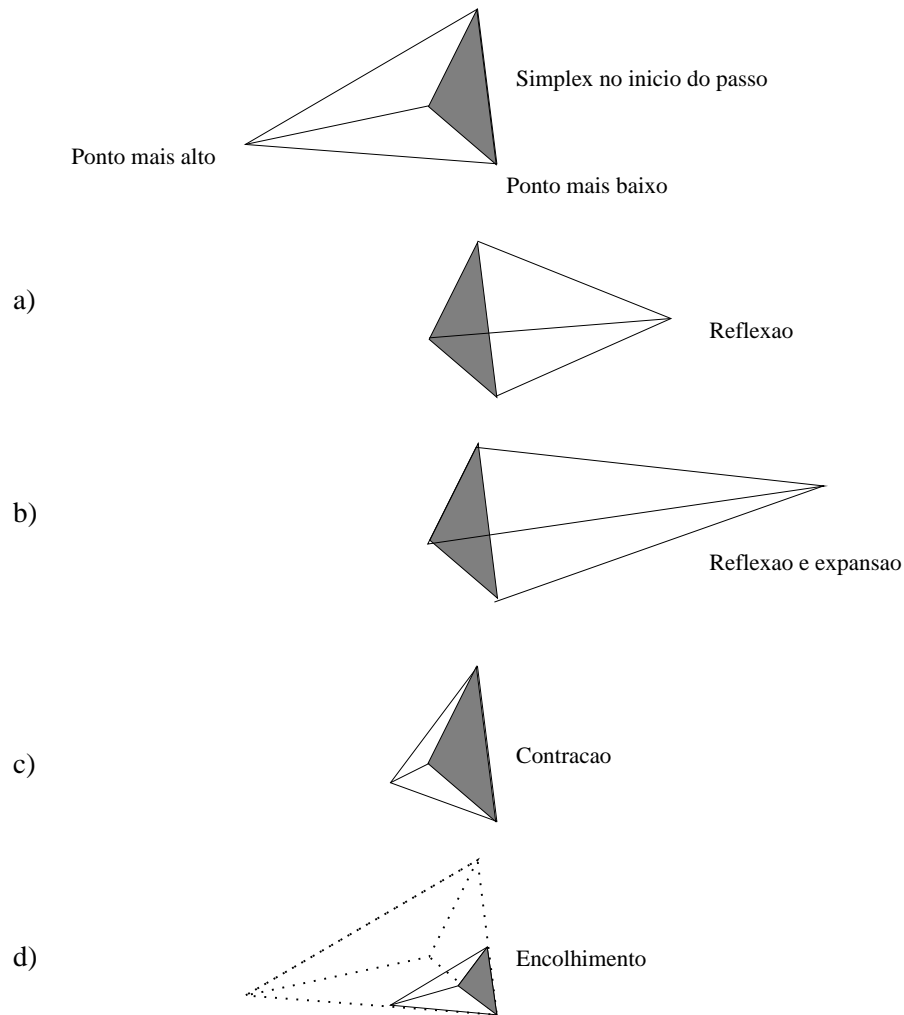 Simplex no inicio do passo
Ponto mais alto
Ponto mais baixo
a)
Reflexao
b)
Reflexao e expansao
c)
Contracao
d)
Encolhimento